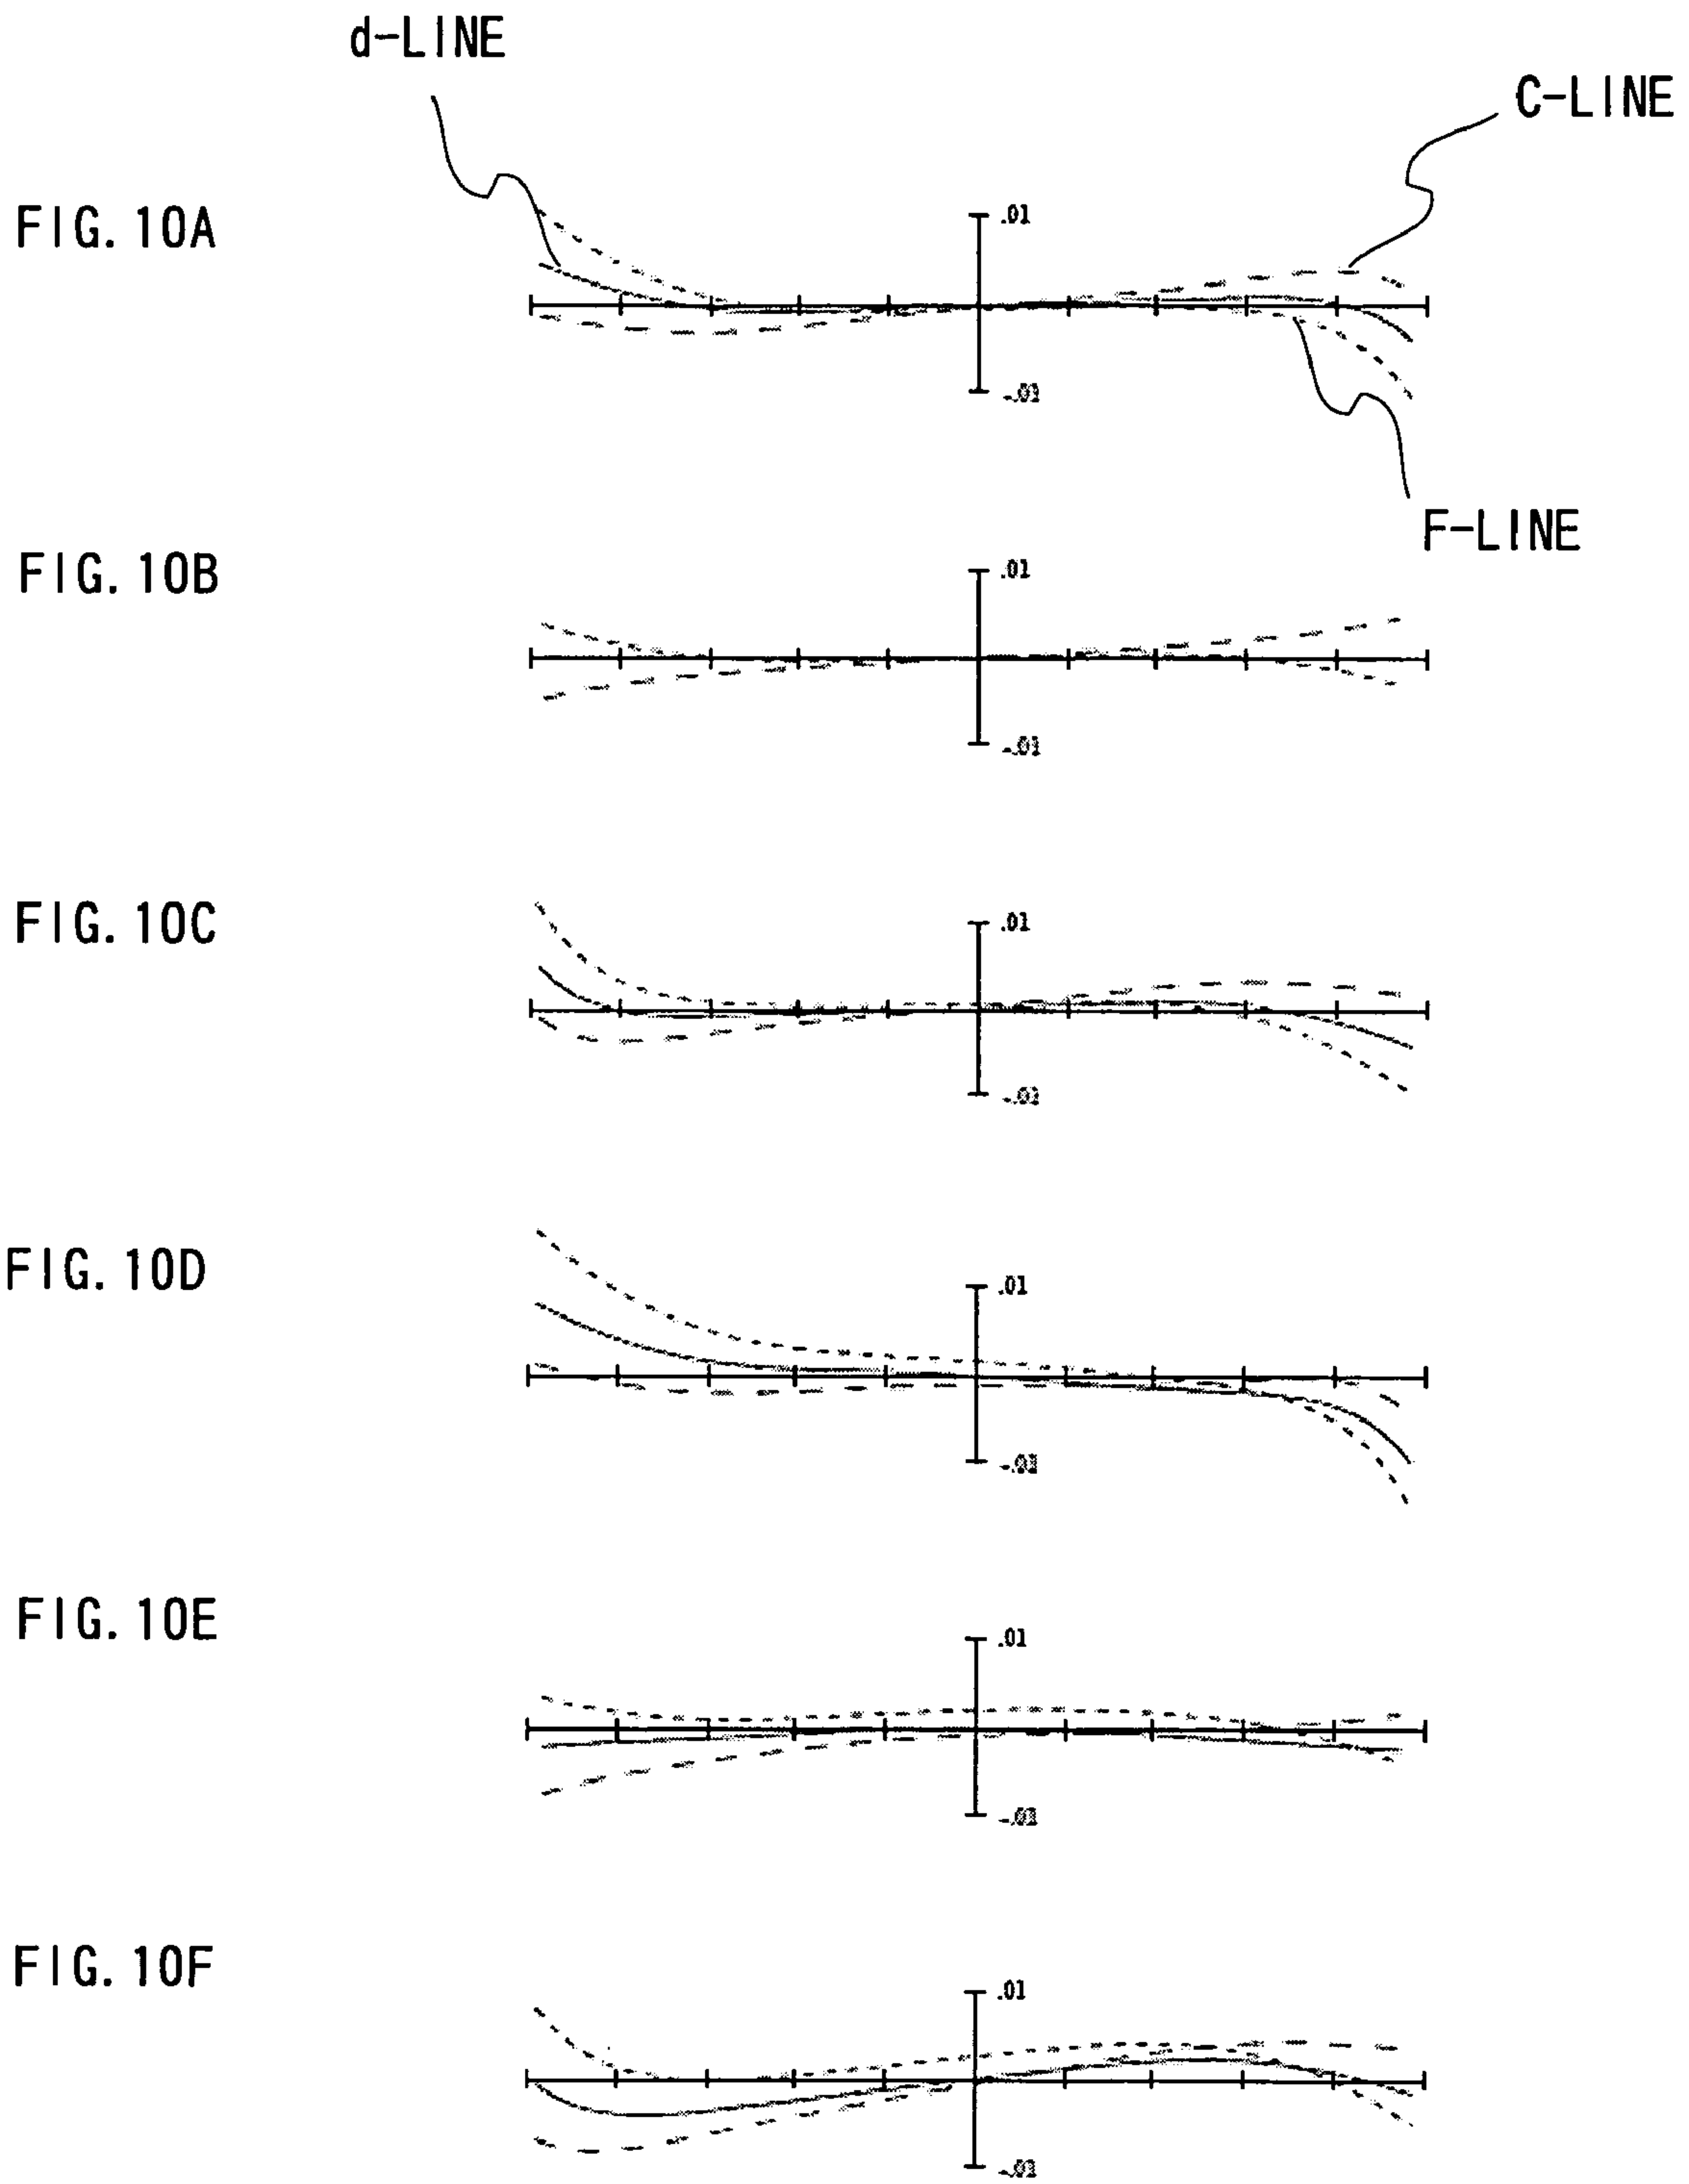 d-LINE
C-LINE
FIG. 10A
.01
-.01
F-LINE
FIG. 10B
.01
-.01
FIG. 10C
.01
-.01
FIG. 10D
.01
-.01
FIG. 10E
.01
-.01
FIG. 10F
.01
-.01